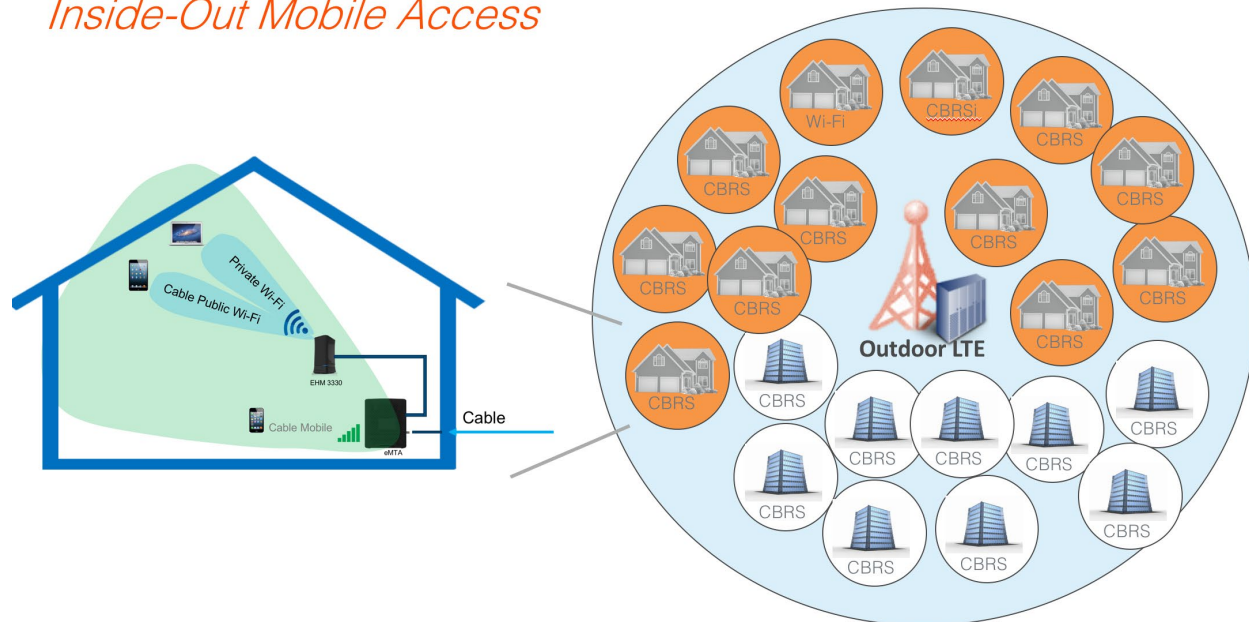 Inside-Out Mobile Access
Private Wi-Fi
Cable Public Wi-Fi
EHM 3330
Cable Mobile
eMTA
Cable
Wi-Fi
CBRSi
CBRS
CBRS
CBRS
CBRS
CBRS
CBRS
CBRS
CBRS
CBRS
CBRS
CBRS
Outdoor LTE
CBRS
CBRS
CBRS
CBRS
CBRS
CBRS
CBRS
CBRS
CBRS